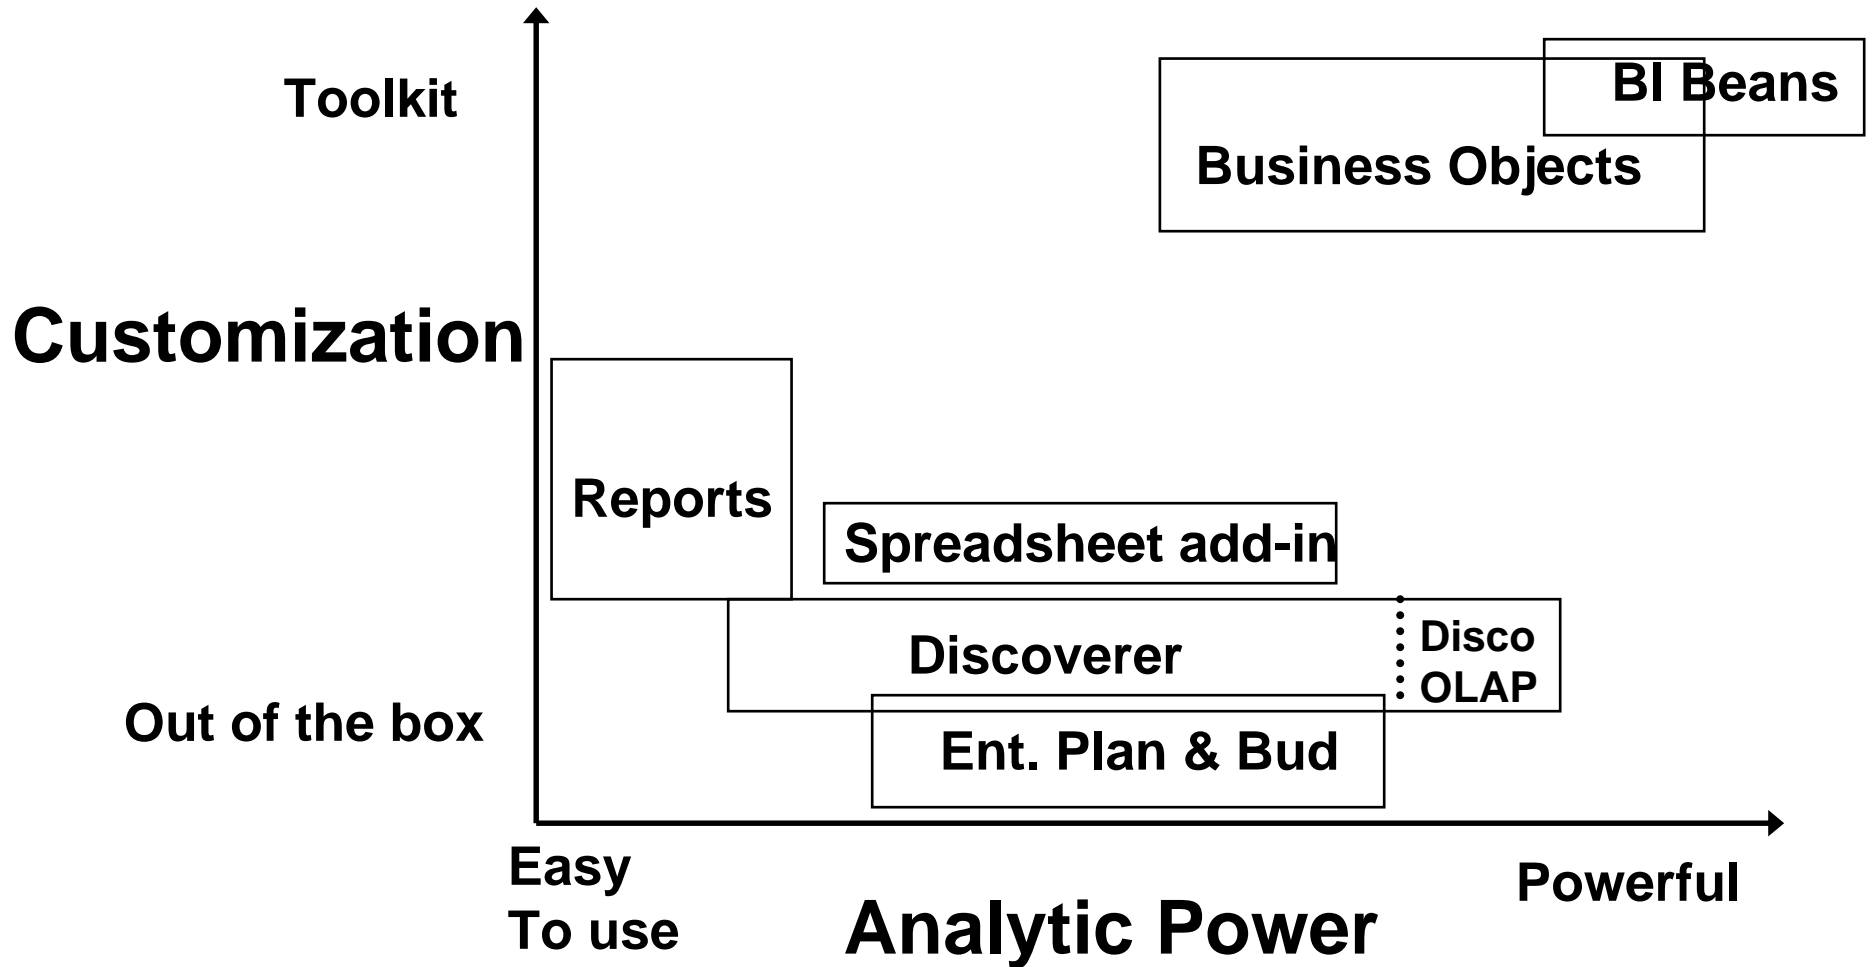 Toolkit
BI Beans
Business Objects
Customization
Reports
Spreadsheet add-in
Discoverer
Disco
OLAP
Out of the box
Ent. Plan & Bud
Easy
To use
Powerful
Analytic Power